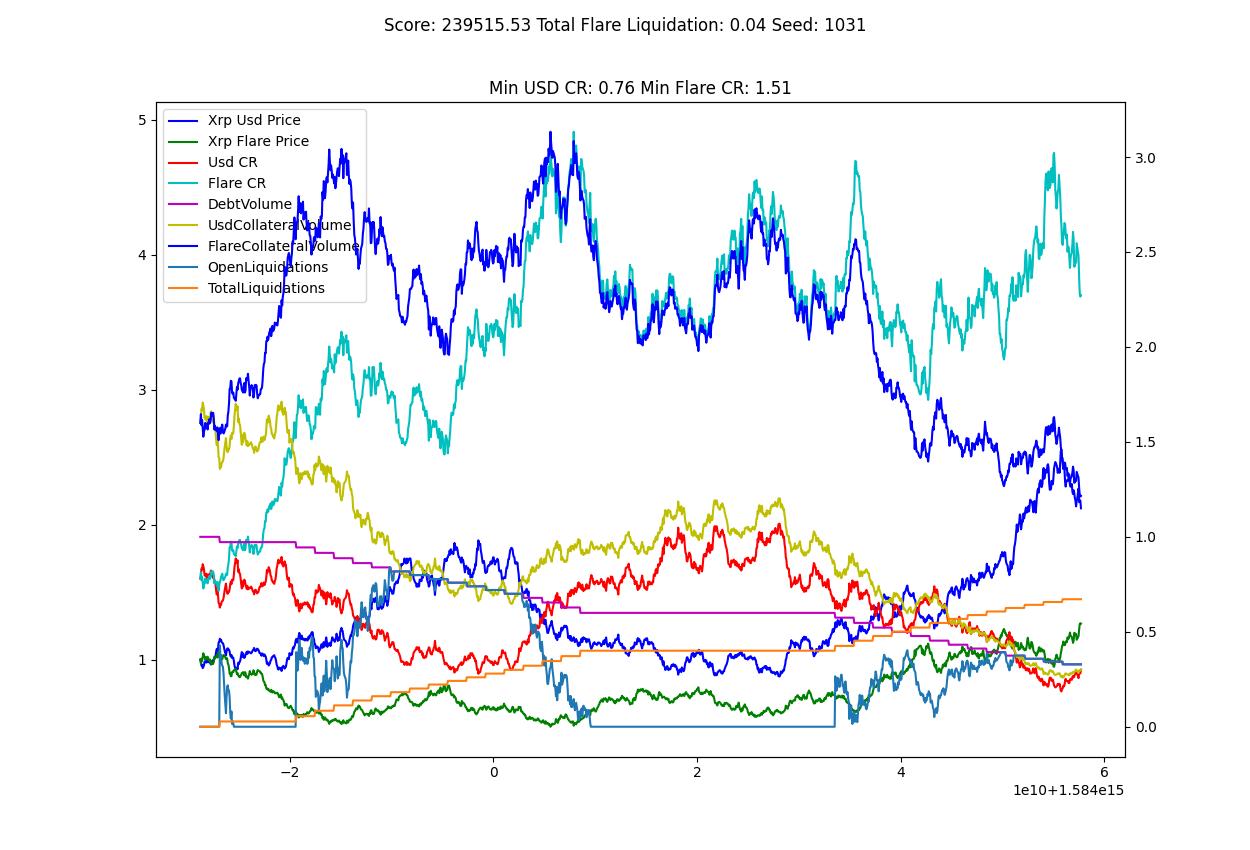 Score: 239515.53 Total Flare Liquidation: 0.04 Seed: 1031
Min USD CR: 0.76 Min Flare CR: 1.51
Xrp Usd Price
Xrp Flare Price
Usd CR
Flare CR
DebtVolume
UsdCollateralVolume
FlareCollateralVolume
OpenLiquidations
TotalLiquidations
5
4
3
2
1
3.0
2.5
2.0
1.5
1.0
0.5
0.0
−2 0 2 4 6
1e10+1.584e15